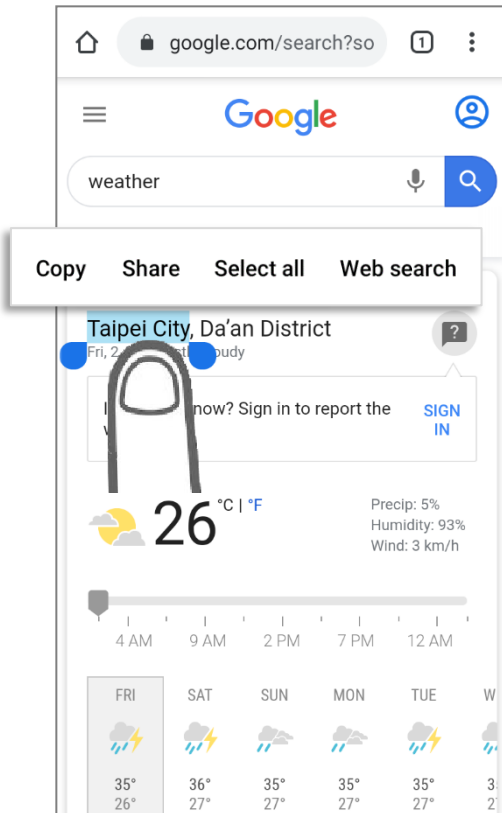 google.com/search?so
1
Google
weather
Copy Share Select all Web search
Taipei City, Da’an District
Fri, 2
oudy
now? Sign in to report the
SIGN IN
26 °C | °F
Precip: 5%
Humidity: 93%
Wind: 3 km/h
4 AM 9 AM 2 PM 7 PM 12 AM
FRI SAT SUN MON TUE W
35° 36° 35° 35° 35° 3
26° 27° 27° 27° 27° 2